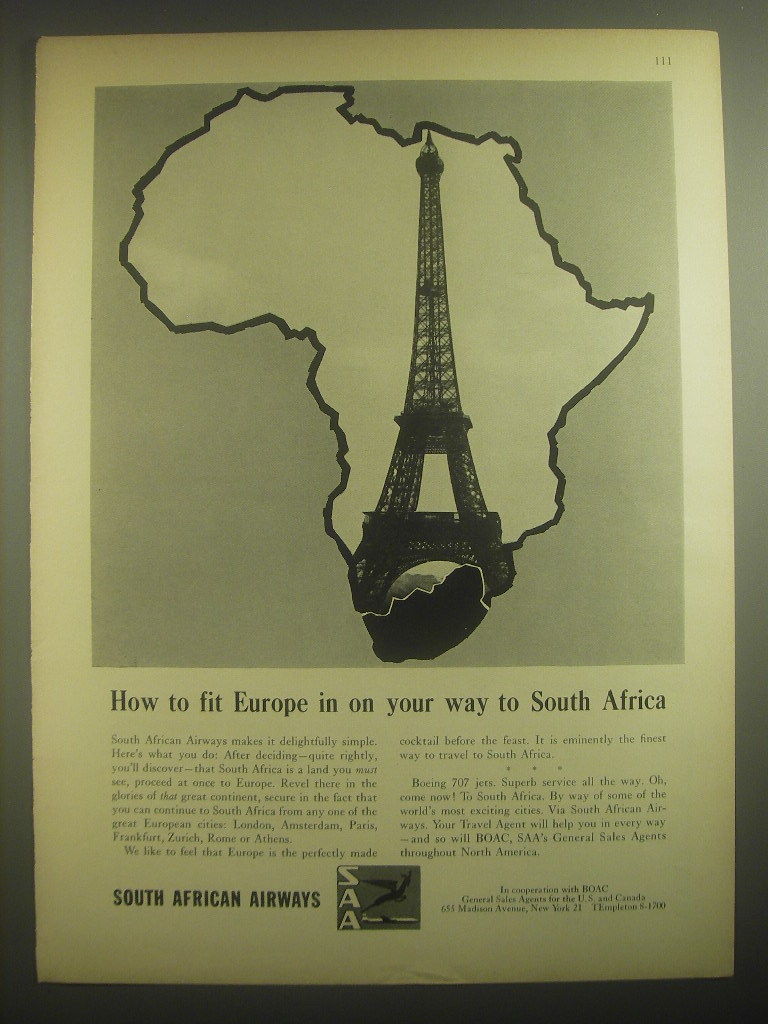 111
How to fit Europe in on your way to South Africa
South African Airways makes it delightfully simple.
Here's what you do: After deciding—quite rightly,
you'll discover—that South Africa is a land you must
see, proceed at once to Europe. Revel there in the
glories of that great continent, secure in the fact that
you can continue to South Africa from any one of the
great European cities: London, Amsterdam, Paris,
Frankfurt, Zurich, Rome or Athens.
We like to feel that Europe is the perfectly made
cocktail before the feast. It is eminently the finest
way to travel to South Africa.
* * *
Boeing 707 jets. Superb service all the way. Oh,
come now! To South Africa. By way of some of the
world's most exciting cities. Via South African Air-
ways. Your Travel Agent will help you in every way
—and so will BOAC, SAA's General Sales Agents
throughout North America.
SOUTH AFRICAN AIRWAYS
SAA
In cooperation with BOAC
General Sales Agents for the U.S. and Canada
655 Madison Avenue, New York 21 TEmpleton 8-1700